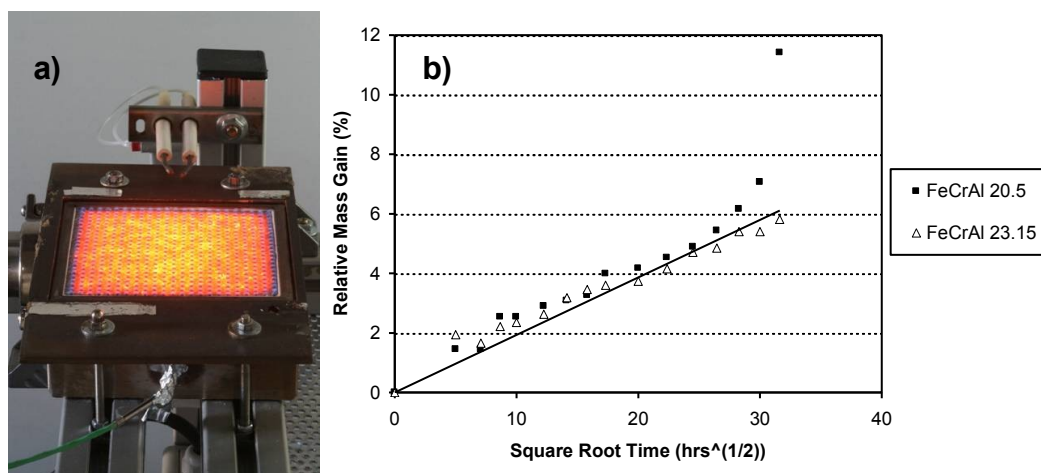 a)
b)
12
10
8
6
4
2
0
Relative Mass Gain (%)
0 10 20 30 40
Square Root Time (hrs^(1/2))
■ FeCrAl 20.5
△ FeCrAl 23.15